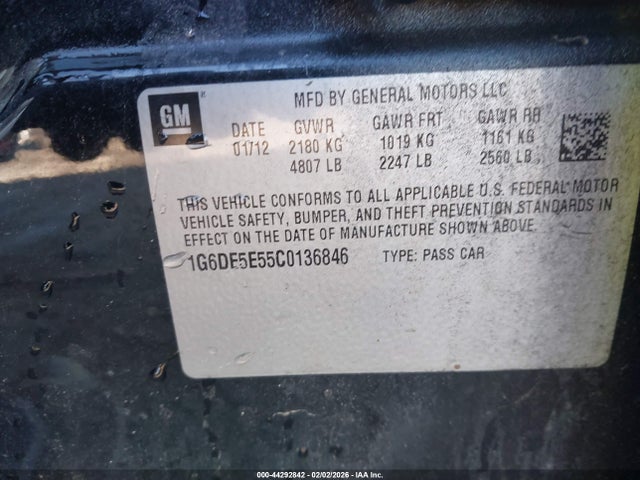 GM
MFD BY GENERAL MOTORS LLC
DATE GVWR GAWR FRT GAWR RR
01/12 2180 KG 1019 KG 1161 KG
4807 LB 2247 LB 2560 LB
THIS VEHICLE CONFORMS TO ALL APPLICABLE U.S. FEDERAL MOTOR
VEHICLE SAFETY, BUMPER, AND THEFT PREVENTION STANDARDS IN
EFFECT ON THE DATE OF MANUFACTURE SHOWN ABOVE.
1G6DE5E55C0136846 TYPE: PASS CAR
000-44292842 - 02/02/2026 - IAA Inc.